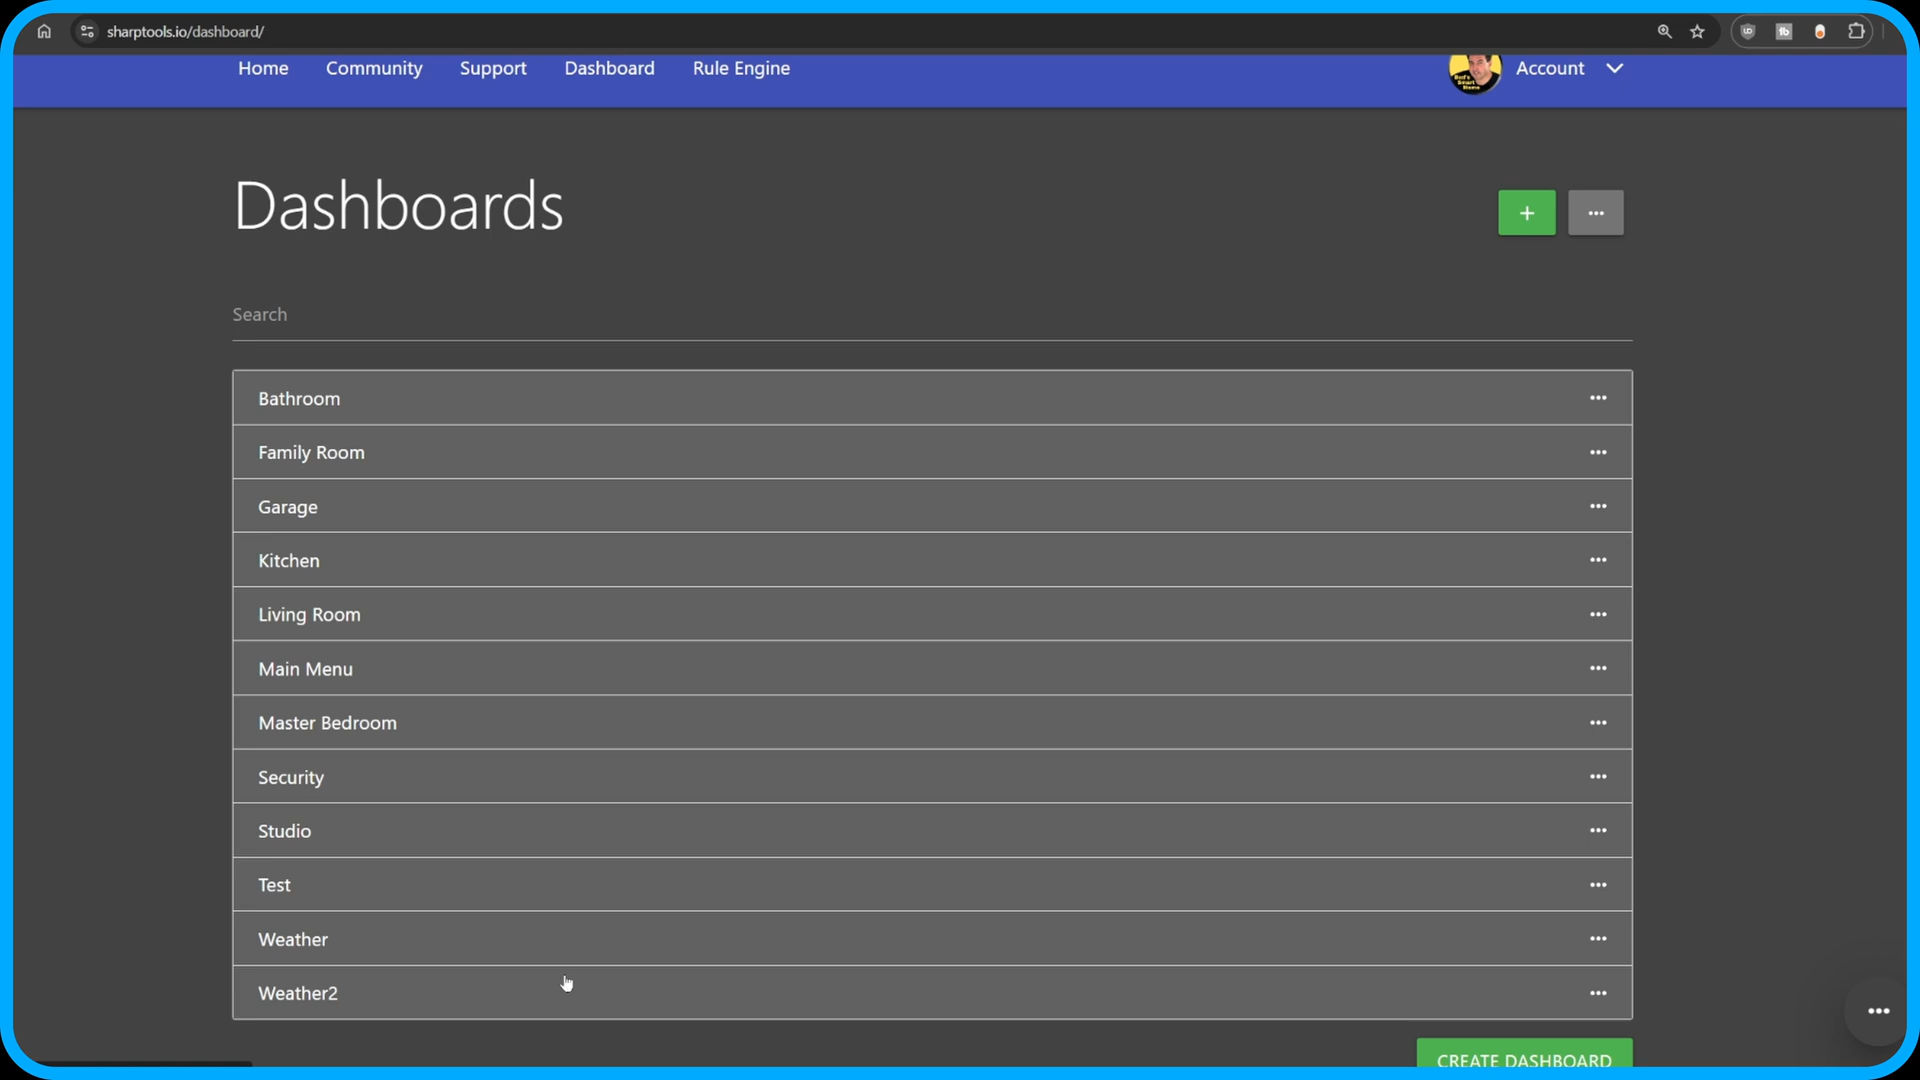 sharptools.io/dashboard/
Home Community Support Dashboard Rule Engine Account
Dashboards
Search
Bathroom
Family Room
Garage
Kitchen
Living Room
Main Menu
Master Bedroom
Security
Studio
Test
Weather
Weather2
CREATE DASHBOARD